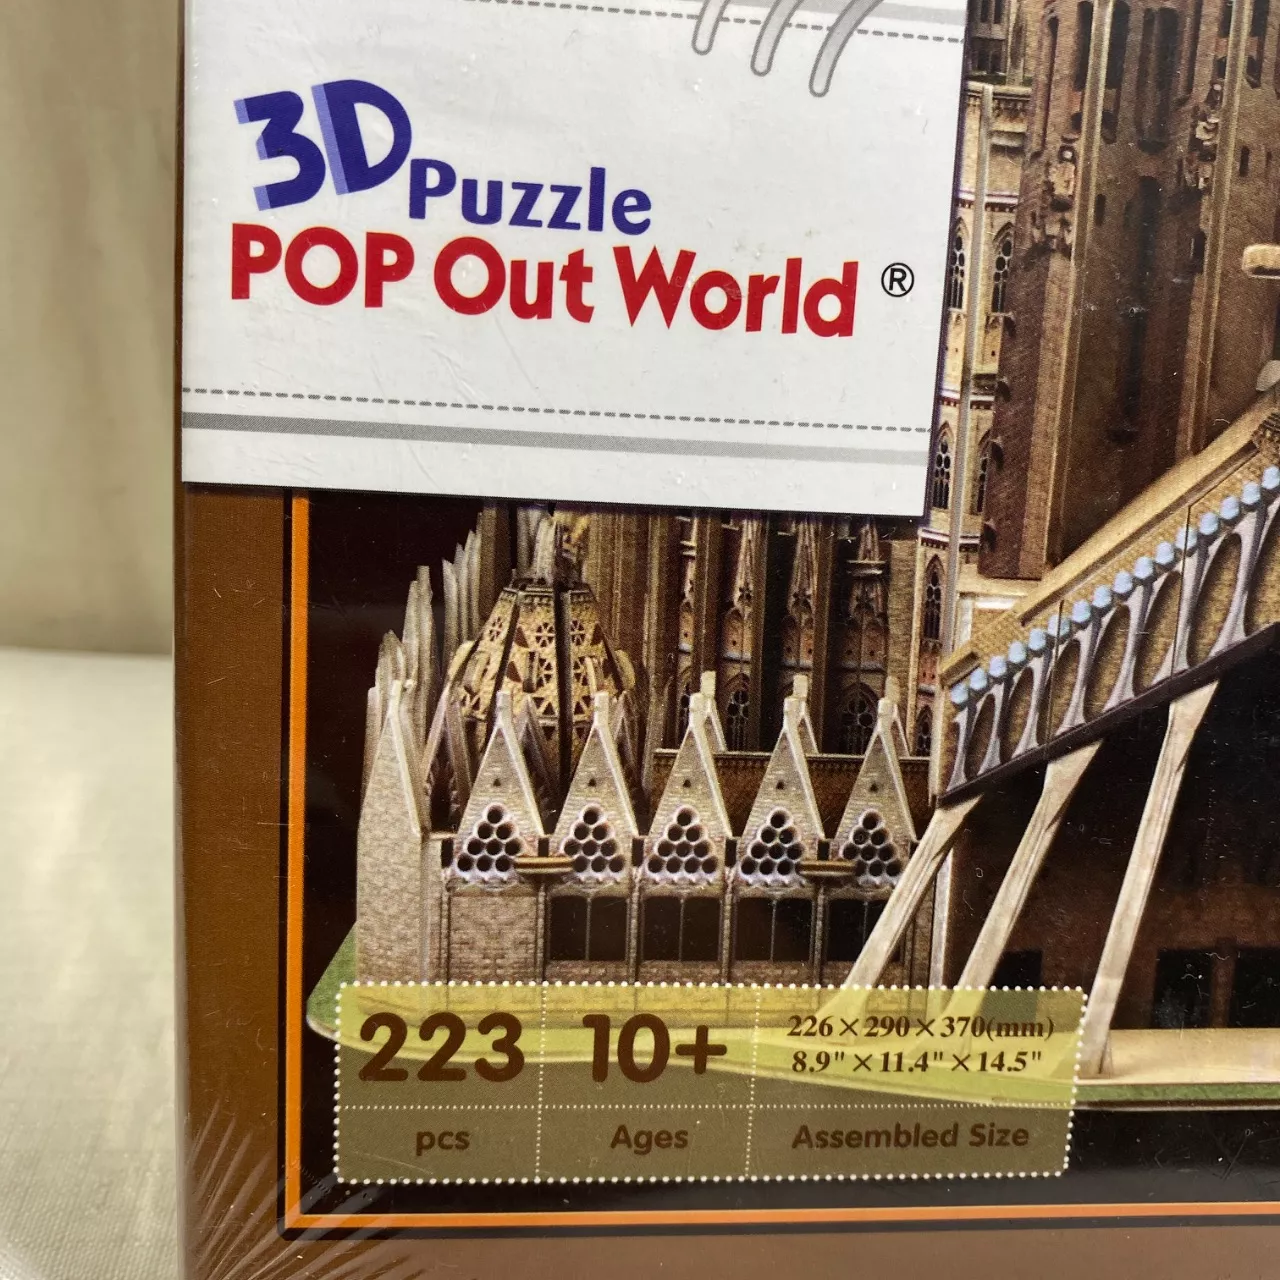 3D Puzzle
POP Out World ®
223 10+ 226×290×370(mm)
8.9"×11.4"×14.5"
pcs Ages Assembled Size